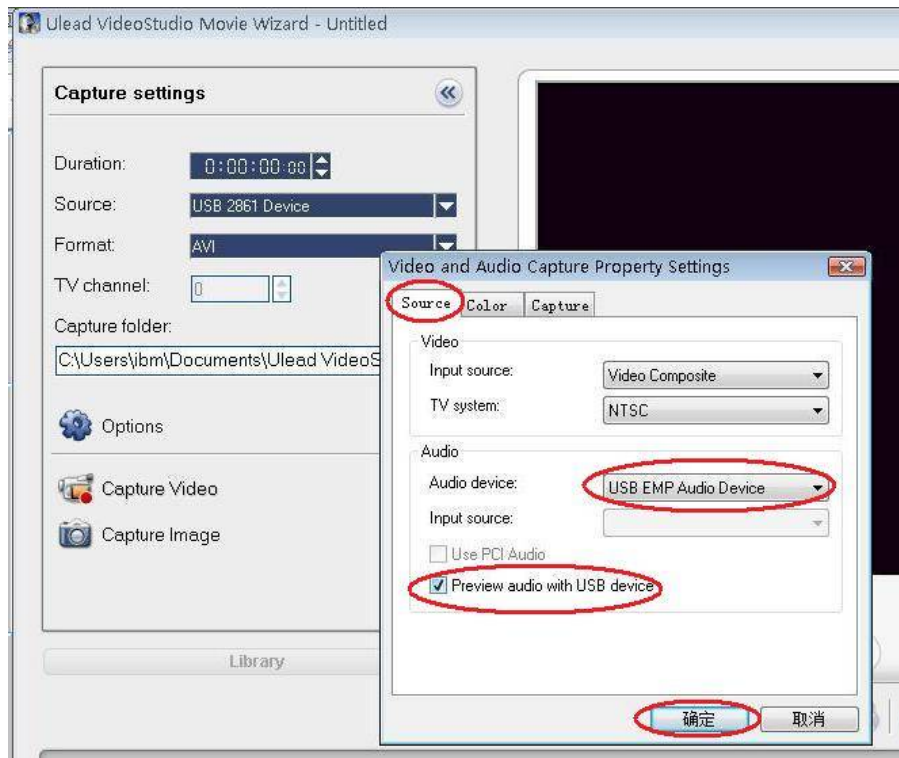 Ulead VideoStudio Movie Wizard - Untitled
Capture settings
Duration:
0:00:00:00
Source:
USB 2861 Device
Format:
AVI
TV channel:
0
Capture folder:
C:\Users\ibm\Documents\Ulead VideoS
Options
Capture Video
Capture Image
Library
Video and Audio Capture Property Settings
Source
Color
Capture
Video
Input source:
Video Composite
TV system:
NTSC
Audio
Audio device:
USB EMP Audio Device
Input source:
Use PCI Audio
Preview audio with USB device
确定
取消